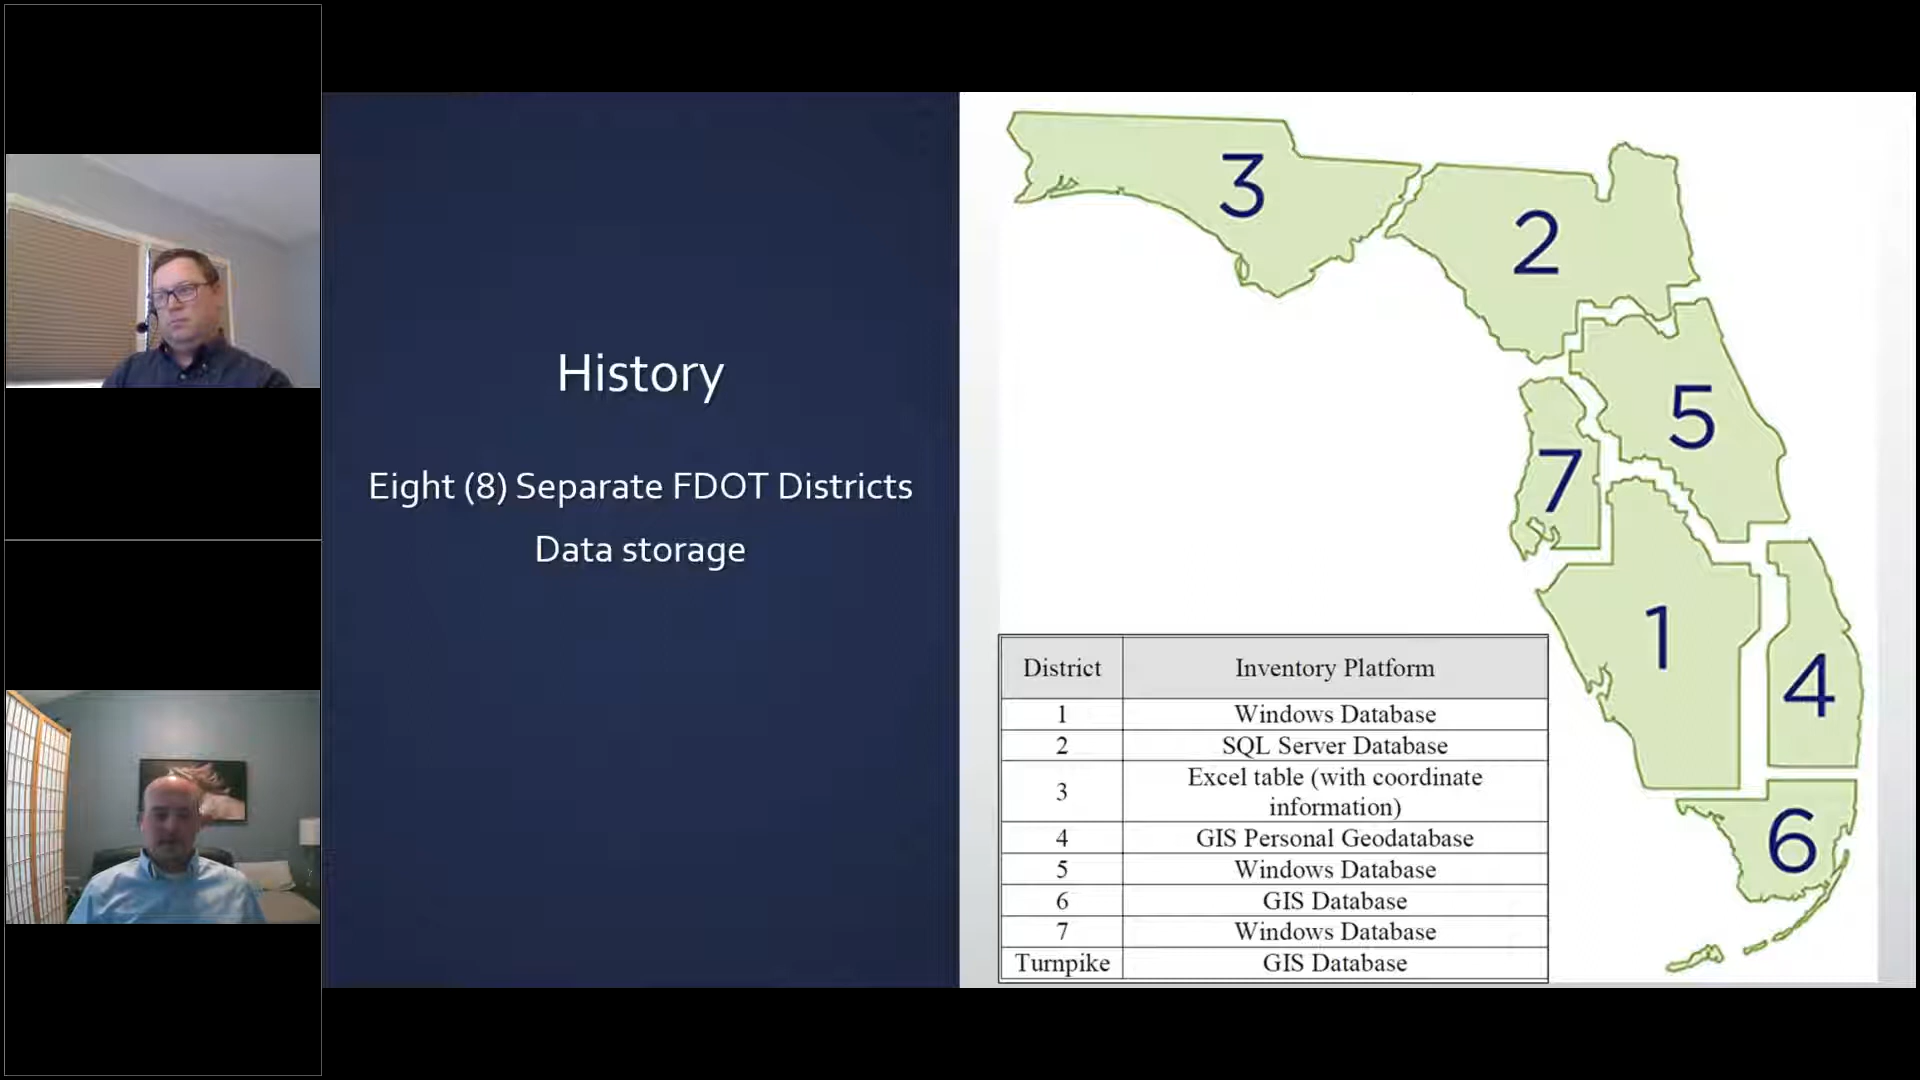 History
Eight (8) Separate FDOT Districts
Data storage
3
2
5
7
1
4
6
District Inventory Platform
1 Windows Database
2 SQL Server Database
3 Excel table (with coordinate
information)
4 GIS Personal Geodatabase
5 Windows Database
6 GIS Database
7 Windows Database
Turnpike GIS Database